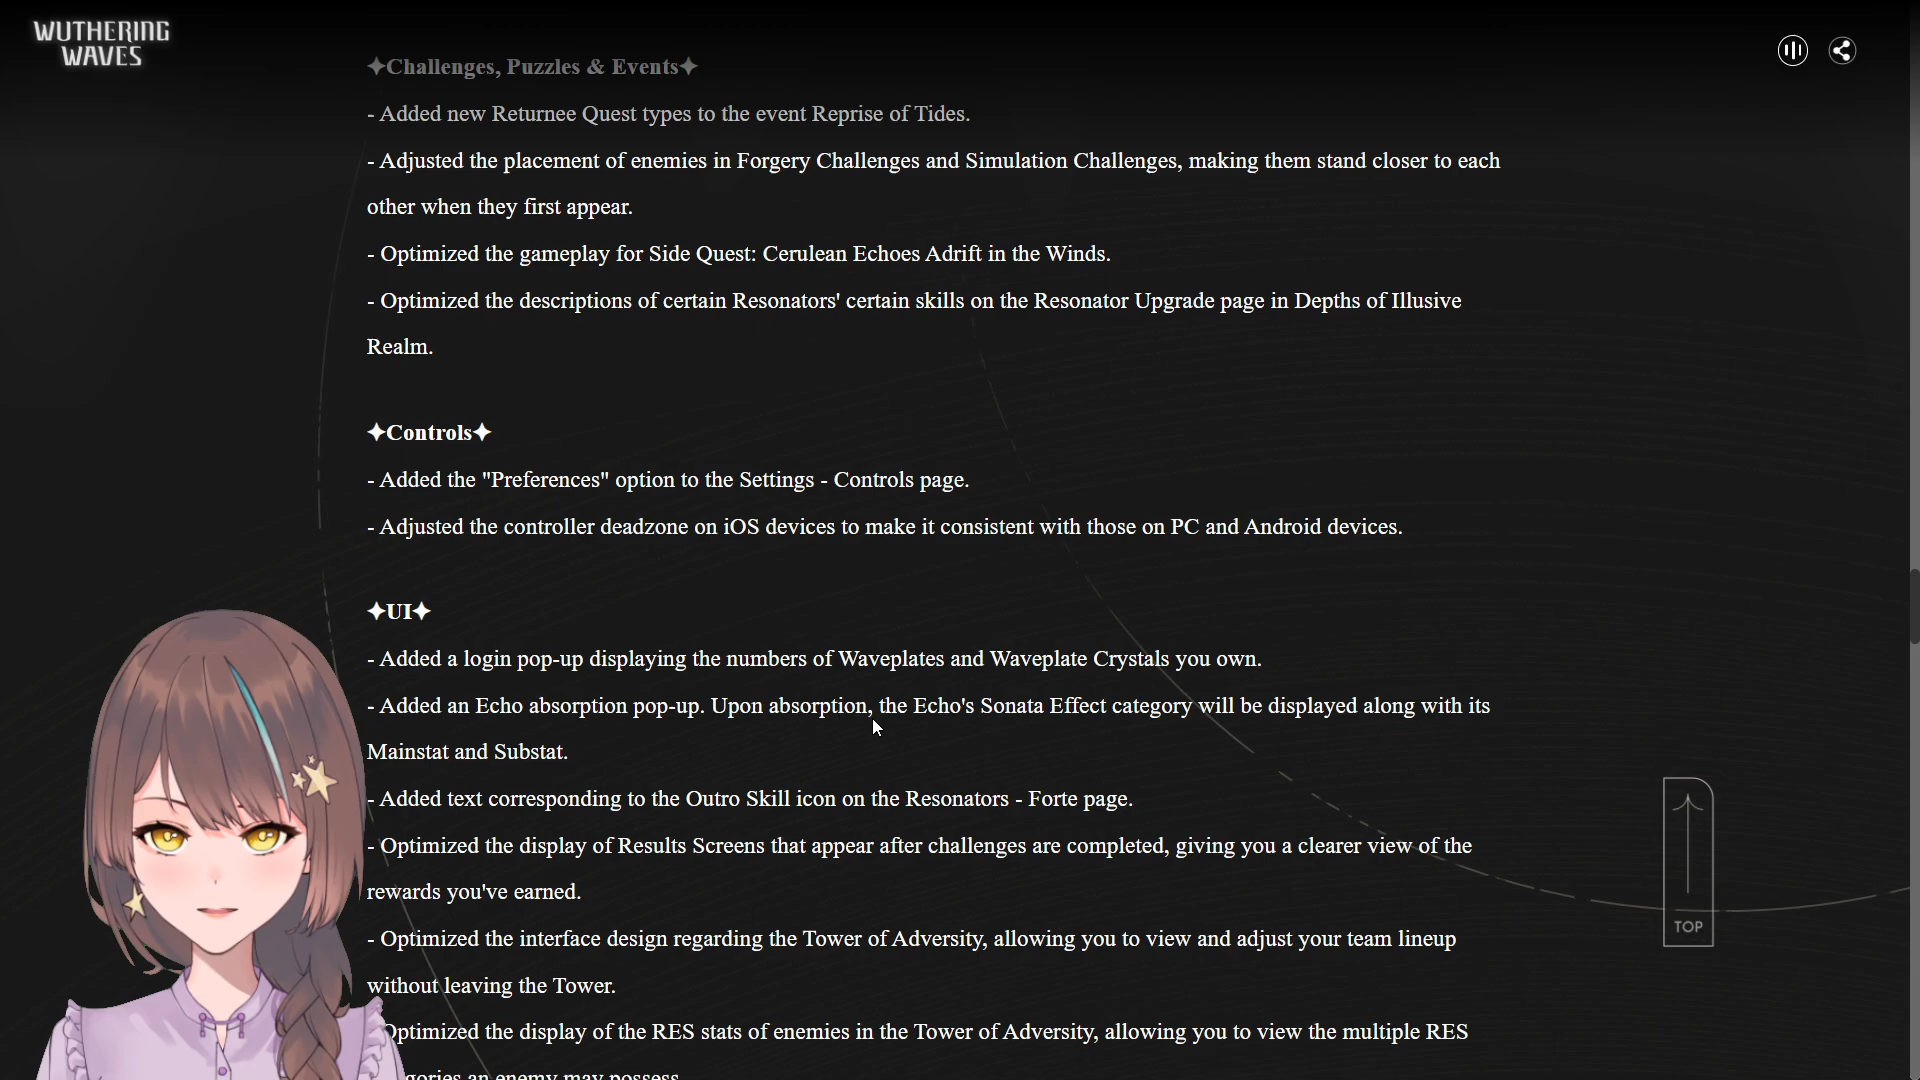 WUTHERING
WAVES
✦Challenges, Puzzles & Events✦
- Added new Returnee Quest types to the event Reprise of Tides.
- Adjusted the placement of enemies in Forgery Challenges and Simulation Challenges, making them stand closer to each
other when they first appear.
- Optimized the gameplay for Side Quest: Cerulean Echoes Adrift in the Winds.
- Optimized the descriptions of certain Resonators' certain skills on the Resonator Upgrade page in Depths of Illusive
Realm.
✦Controls✦
- Added the "Preferences" option to the Settings - Controls page.
- Adjusted the controller deadzone on iOS devices to make it consistent with those on PC and Android devices.
✦UI✦
- Added a login pop-up displaying the numbers of Waveplates and Waveplate Crystals you own.
- Added an Echo absorption pop-up. Upon absorption, the Echo's Sonata Effect category will be displayed along with its
Mainstat and Substat.
- Added text corresponding to the Outro Skill icon on the Resonators - Forte page.
- Optimized the display of Results Screens that appear after challenges are completed, giving you a clearer view of the
rewards you've earned.
- Optimized the interface design regarding the Tower of Adversity, allowing you to view and adjust your team lineup
without leaving the Tower.
Optimized the display of the RES stats of enemies in the Tower of Adversity, allowing you to view the multiple RES
an enemy may possess.
TOP